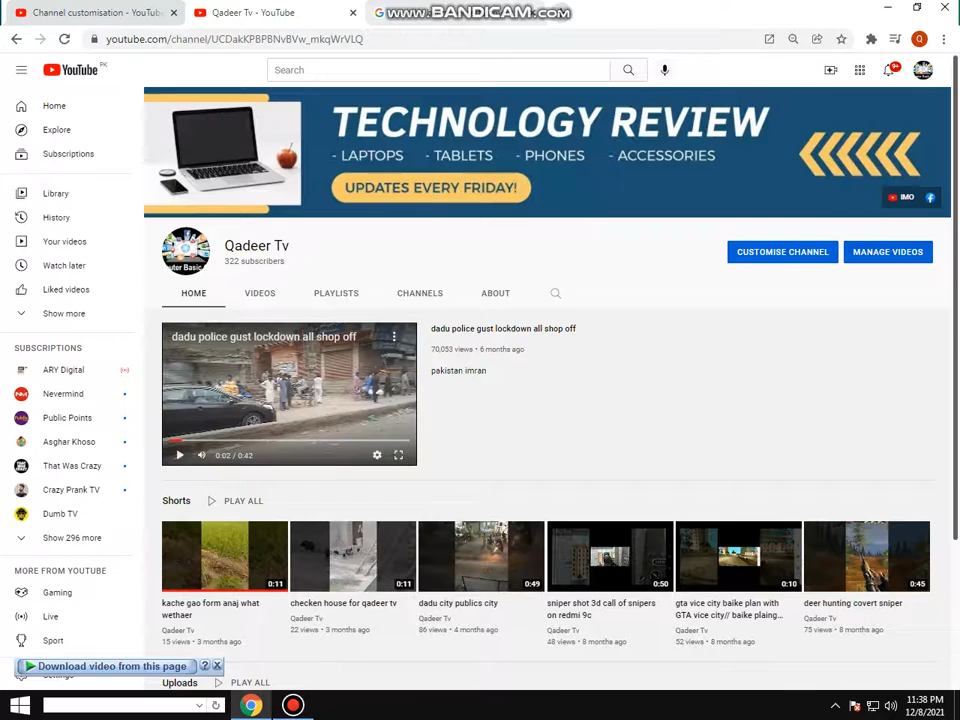 Channel customisation - YouTube
Qadeer Tv - YouTube
WWW.BANDICAM.COM
youtube.com/channel/UCDakKPBPBNvBVw_mkqWrVLQ
YouTube PK
Search
9+
Q
Home
Explore
Subscriptions
Library
History
Your videos
Watch later
Liked videos
Show more
SUBSCRIPTIONS
ARY Digital
Nevermind
Public Points
Asghar Khoso
That Was Crazy
Crazy Prank TV
Dumb TV
Show 296 more
MORE FROM YOUTUBE
Gaming
Live
Sport
Download video from this page ? X
TECHNOLOGY REVIEW
- LAPTOPS - TABLETS - PHONES - ACCESSORIES
UPDATES EVERY FRIDAY!
IMO
Qadeer Tv
322 subscribers
CUSTOMISE CHANNEL
MANAGE VIDEOS
HOME VIDEOS PLAYLISTS CHANNELS ABOUT
dadu police gust lockdown all shop off
0:02 / 0:42
dadu police gust lockdown all shop off
70,053 views • 6 months ago
pakistan imran
Shorts PLAY ALL
0:11
kache gao form anaj what
wethaer
Qadeer Tv
15 views • 3 months ago
0:11
checken house for qadeer tv
Qadeer Tv
22 views • 3 months ago
0:49
dadu city publics city
Qadeer Tv
86 views • 4 months ago
0:50
sniper shot 3d call of snipers
on redmi 9c
Qadeer Tv
48 views • 8 months ago
0:10
gta vice city baike plan with
GTA vice city// baike plaing...
Qadeer Tv
52 views • 8 months ago
0:45
deer hunting covert sniper
Qadeer Tv
75 views • 8 months ago
Uploads PLAY ALL
11:38 PM
12/8/2021